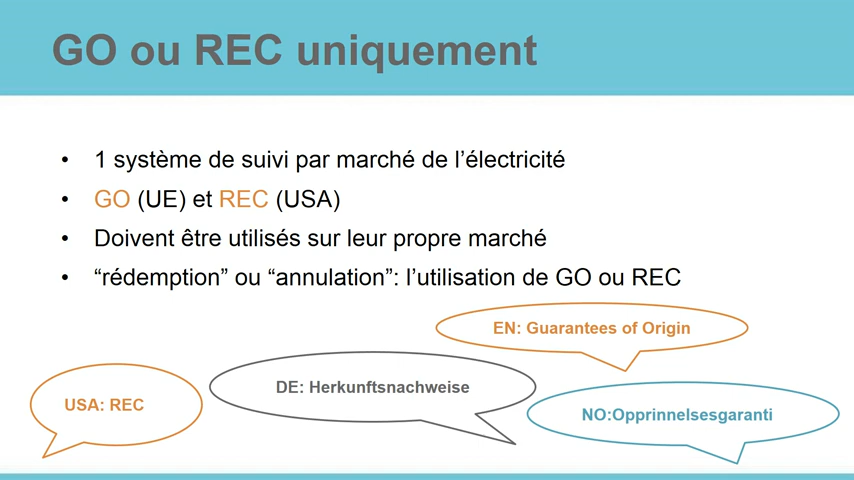 GO ou REC uniquement
• 1 système de suivi par marché de l’électricité
• GO (UE) et REC (USA)
• Doivent être utilisés sur leur propre marché
• “rédemption” ou “annulation”: l’utilisation de GO ou REC
EN: Guarantees of Origin
DE: Herkunftsnachweise
USA: REC
NO:Opprinnelsesgaranti